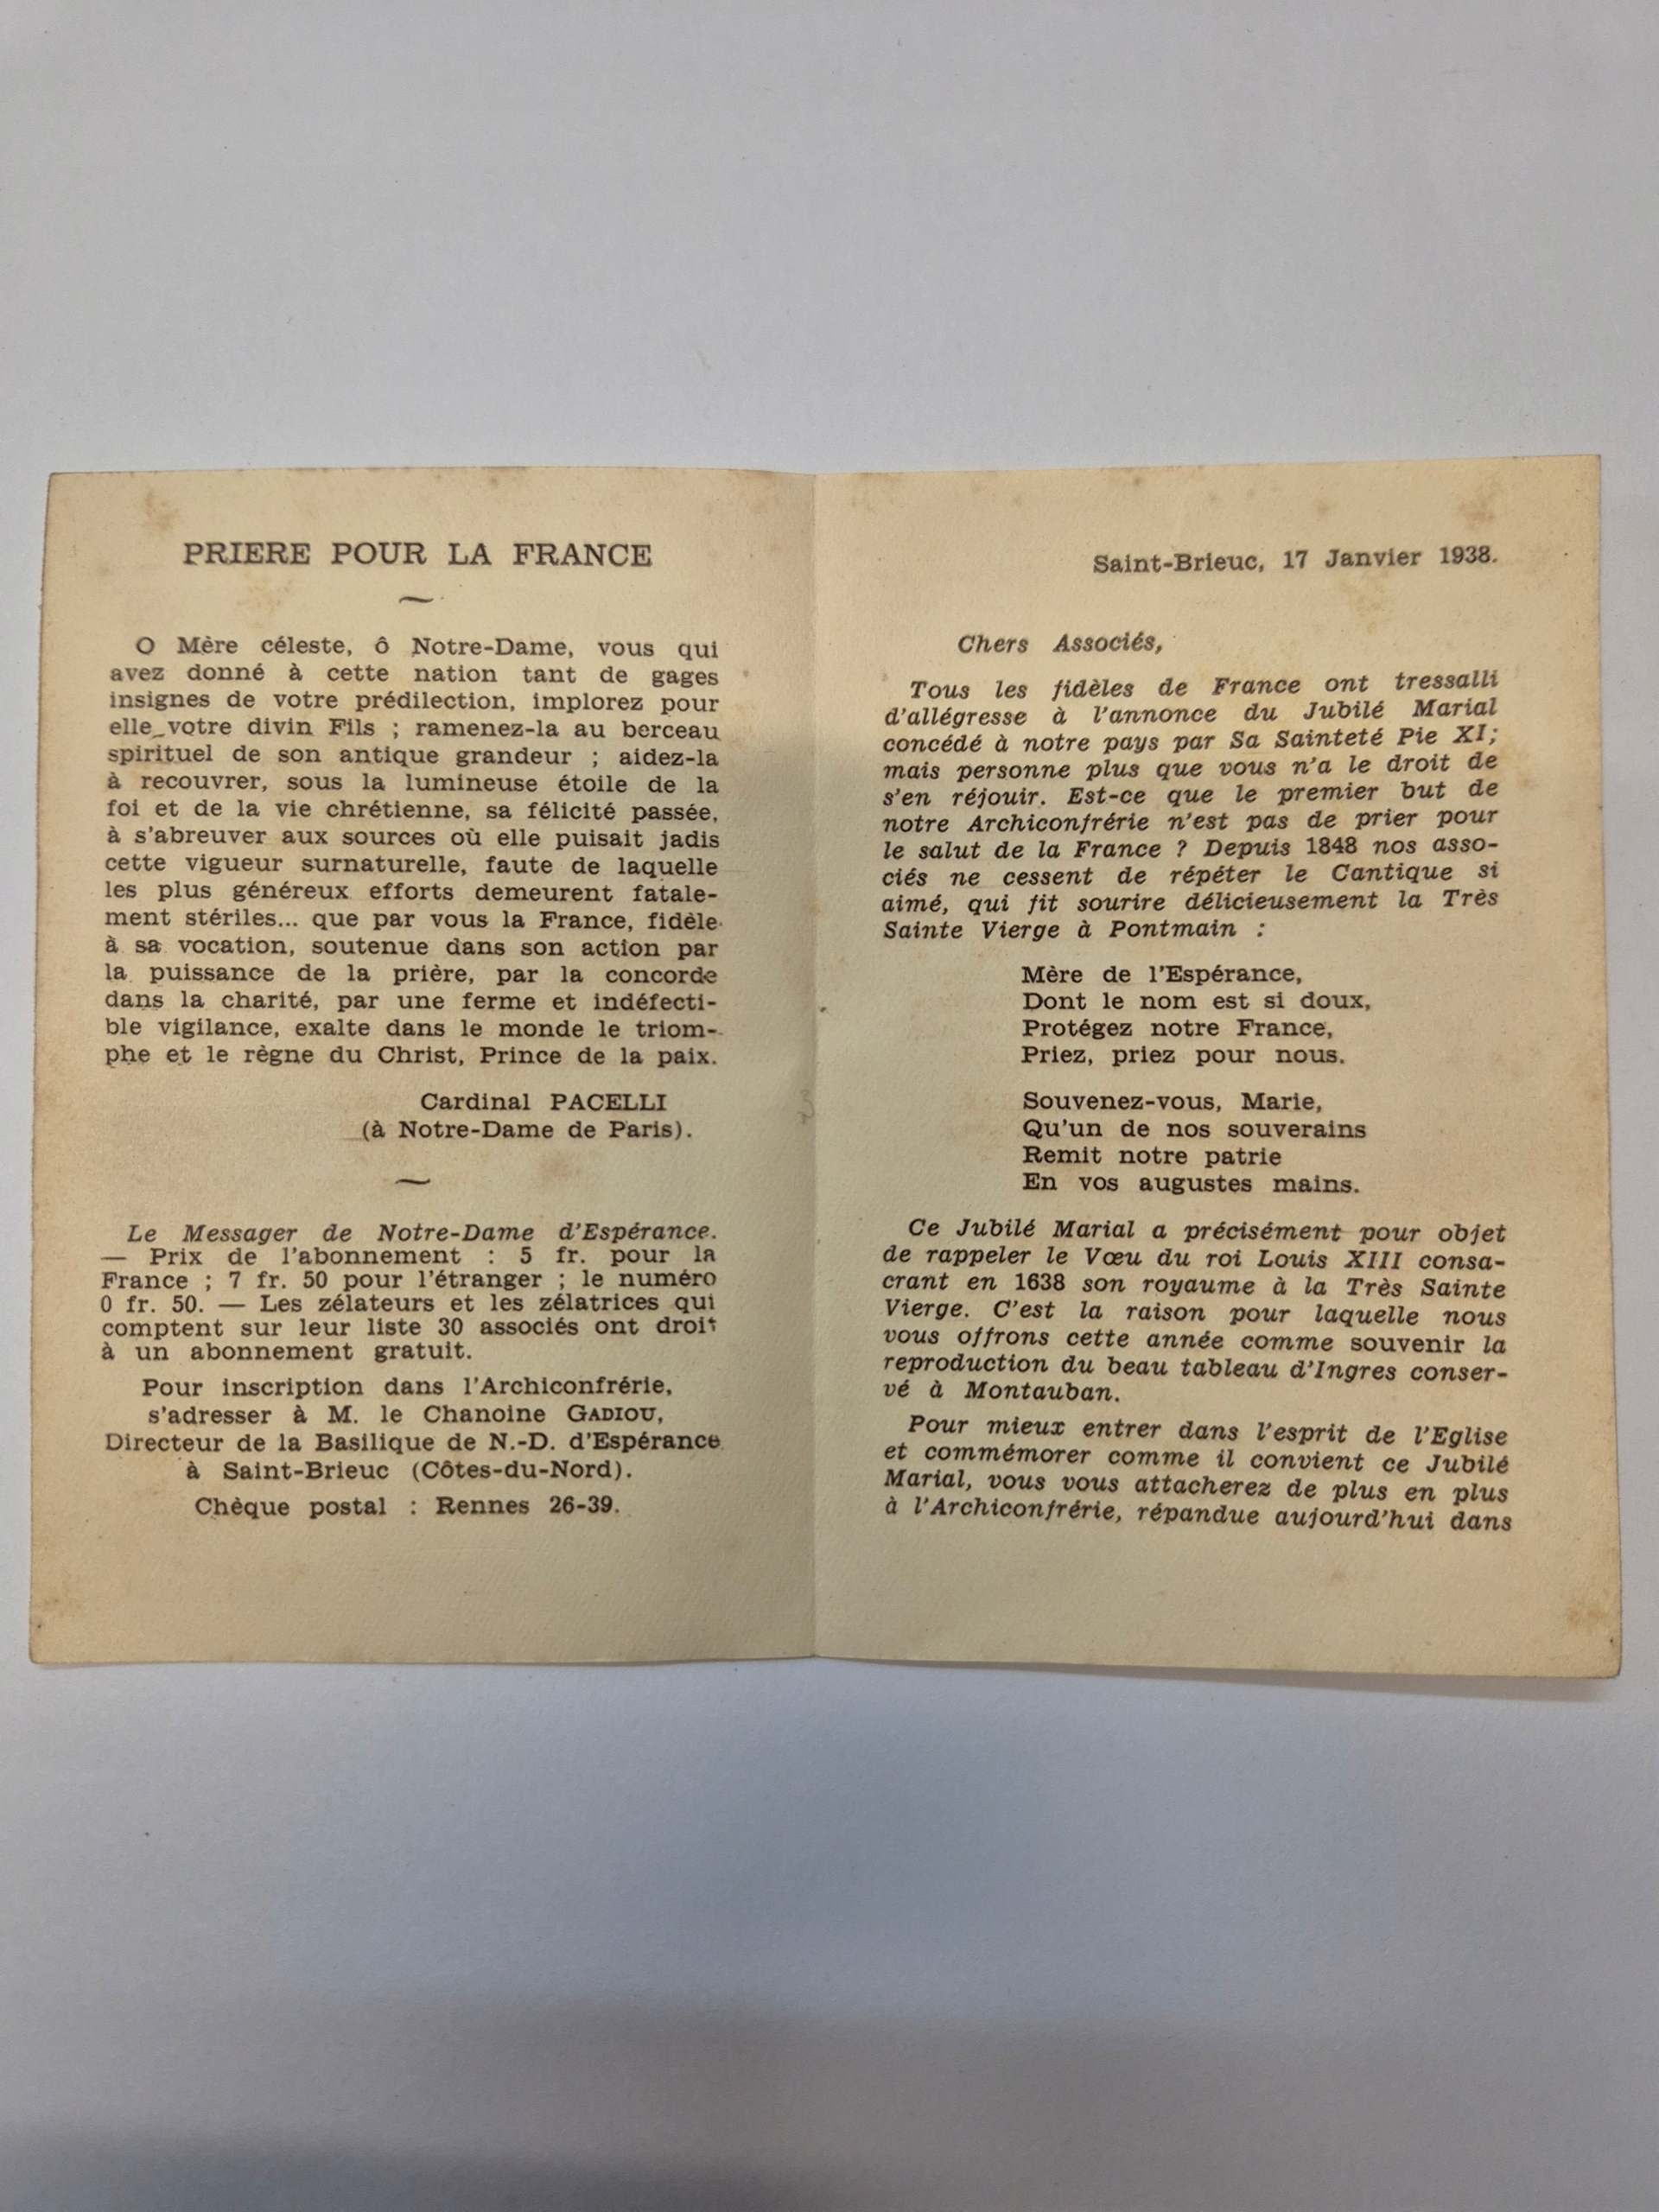 PRIERE POUR LA FRANCE
O Mère céleste, ô Notre-Dame, vous qui
avez donné à cette nation tant de gages
insignes de votre prédilection, implorez pour
elle votre divin Fils ; ramenez-la au berceau
spirituel de son antique grandeur ; aidez-la
à recouvrer, sous la lumineuse étoile de la
foi et de la vie chrétienne, sa félicité passée,
à s'abreuver aux sources où elle puisait jadis
cette vigueur surnaturelle, faute de laquelle
les plus généreux efforts demeurent fatale-
ment stériles... que par vous la France, fidèle
à sa vocation, soutenue dans son action par
la puissance de la prière, par la concorde
dans la charité, par une ferme et indéfecti-
ble vigilance, exalte dans le monde le triom-
phe et le règne du Christ, Prince de la paix.
Cardinal PACELLI
(à Notre-Dame de Paris).
Le Messager de Notre-Dame d'Espérance.
— Prix de l'abonnement : 5 fr. pour la
France ; 7 fr. 50 pour l'étranger ; le numéro
0 fr. 50. — Les zélateurs et les zélatrices qui
comptent sur leur liste 30 associés ont droit
à un abonnement gratuit.
Pour inscription dans l'Archiconfrérie,
s'adresser à M. le Chanoine GADIOU,
Directeur de la Basilique de N.-D. d'Espérance
à Saint-Brieuc (Côtes-du-Nord).
Chèque postal : Rennes 26-39.
Saint-Brieuc, 17 Janvier 1938.
Chers Associés,
Tous les fidèles de France ont tressalli
d'allégresse à l'annonce du Jubilé Marial
concédé à notre pays par Sa Sainteté Pie XI;
mais personne plus que vous n'a le droit de
s'en réjouir. Est-ce que le premier but de
notre Archiconfrérie n'est pas de prier pour
le salut de la France ? Depuis 1848 nos asso-
ciés ne cessent de répéter le Cantique si
aimé, qui fit sourire délicieusement la Très
Sainte Vierge à Pontmain :
Mère de l'Espérance,
Dont le nom est si doux,
Protégez notre France,
Priez, priez pour nous.
Souvenez-vous, Marie,
Qu'un de nos souverains
Remit notre patrie
En vos augustes mains.
Ce Jubilé Marial a précisément pour objet
de rappeler le Vœu du roi Louis XIII consa-
crant en 1638 son royaume à la Très Sainte
Vierge. C'est la raison pour laquelle nous
vous offrons cette année comme souvenir la
reproduction du beau tableau d'Ingres conser-
vé à Montauban.
Pour mieux entrer dans l'esprit de l'Eglise
et commémorer comme il convient ce Jubilé
Marial, vous vous attacherez de plus en plus
à l'Archiconfrérie, répandue aujourd'hui dans